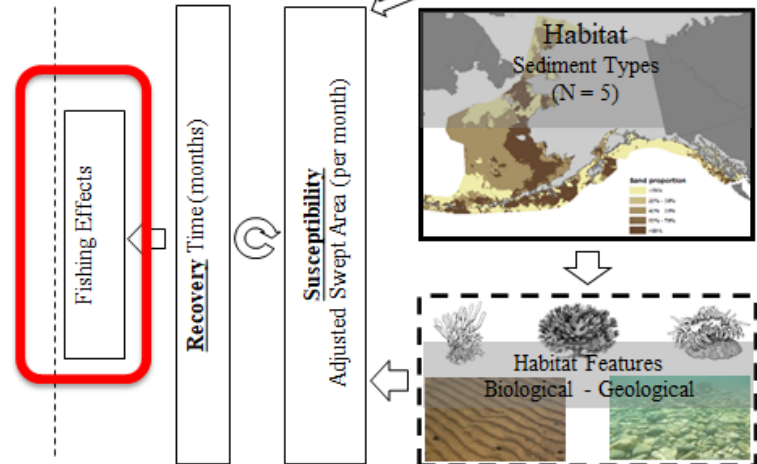 Fishing Effects
Recovery Time (months)
Susceptibility
Adjusted Swept Area (per month)
Habitat
Sediment Types
(N = 5)
Sand proportion
Habitat Features
Biological - Geological